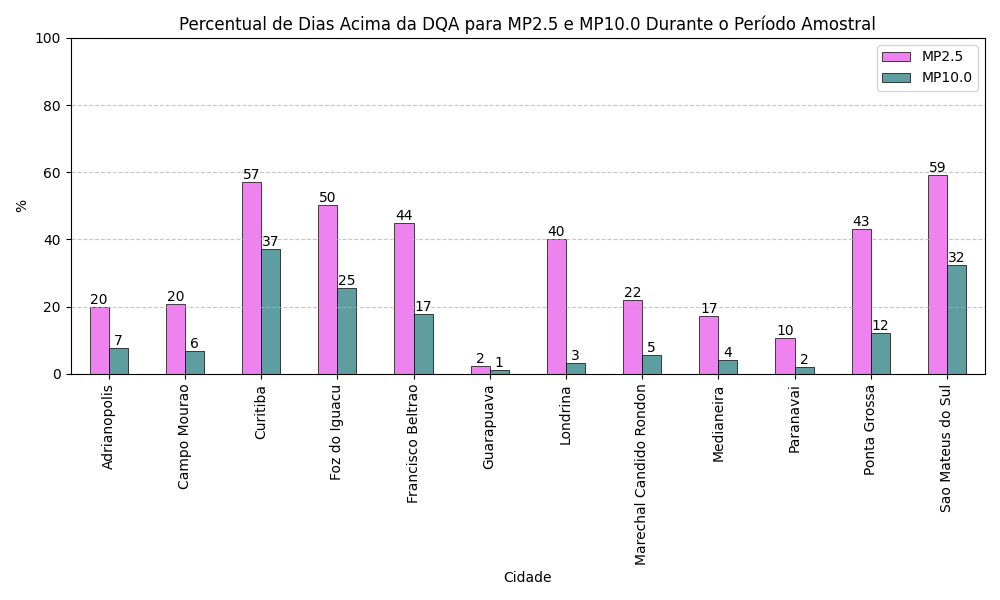 Percentual de Dias Acima da DQA para MP2.5 e MP10.0 Durante o Período Amostral
MP2.5
MP10.0
%
100
80
60
40
20
0
20
7
20
6
57
37
50
25
44
17
2
1
40
3
22
5
17
4
10
2
43
12
59
32
Adrianopolis
Campo Mourao
Curitiba
Foz do Iguacu
Francisco Beltrao
Guarapuava
Londrina
Marechal Candido Rondon
Medianeira
Paranavai
Ponta Grossa
Sao Mateus do Sul
Cidade